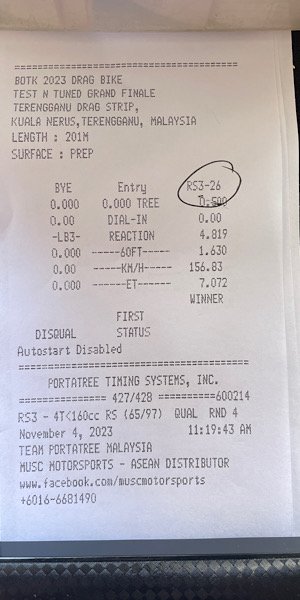 ========================================
BOTK 2023 DRAG BIKE
TEST N TUNED GRAND FINALE
TERENGGANU DRAG STRIP,
KUALA NERUS,TERENGGANU, MALAYSIA
LENGTH : 201M
SURFACE : PREP
BYE Entry RS3-26
0.000 0.000 TREE 0.500
0.00 DIAL-IN 0.00
-LB3- REACTION 4.819
0.000 ------60FT----- 1.630
0.00 ------KM/H----- 156.83
0.000 ------ET------- 7.072
WINNER
FIRST
DISQUAL STATUS
Autostart Disabled
========================================
PORTATREE TIMING SYSTEMS, INC.
=============== 427/428 ==========600214
RS3 - 4T<160cc RS (65/97) QUAL RND 4
November 4, 2023 11:19:43 AM
TEAM PORTATREE MALAYSIA
MUSC MOTORSPORTS - ASEAN DISTRIBUTOR
www.facebook.com/muscmotorsports
+6016-6681490